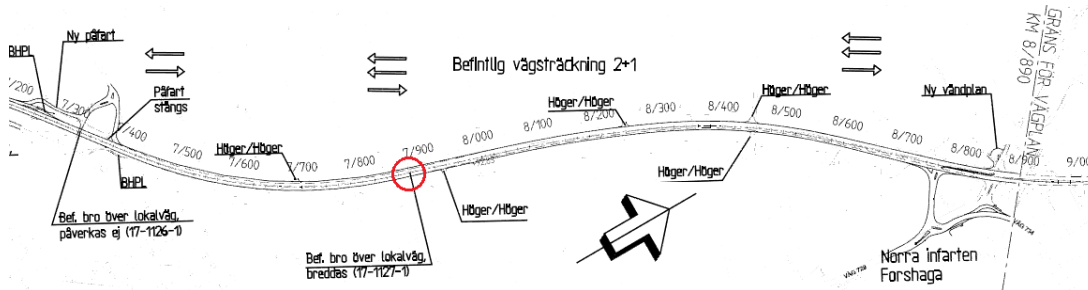 BHPL
Ny påfart
7/200
7/300
Påfart
stängs
7/400
BHPL
Bef. bro över lokalväg,
påverkas ej (17-1126-1)
7/500
7/600
Höger/Höger
7/700
7/800
7/900
Bef. bro över lokalväg,
breddas (17-1127-1)
Befintlig vägsträckning 2+1
8/000
Höger/Höger
8/100
8/200
Höger/Höger
8/300
8/400
Höger/Höger
Höger/Höger
8/500
8/600
8/700
Ny vändplan
8/800
8/900
9/00
GRÄNS FÖR VÄGPLAN
KM 8/890
Norra infarten
Forshaga